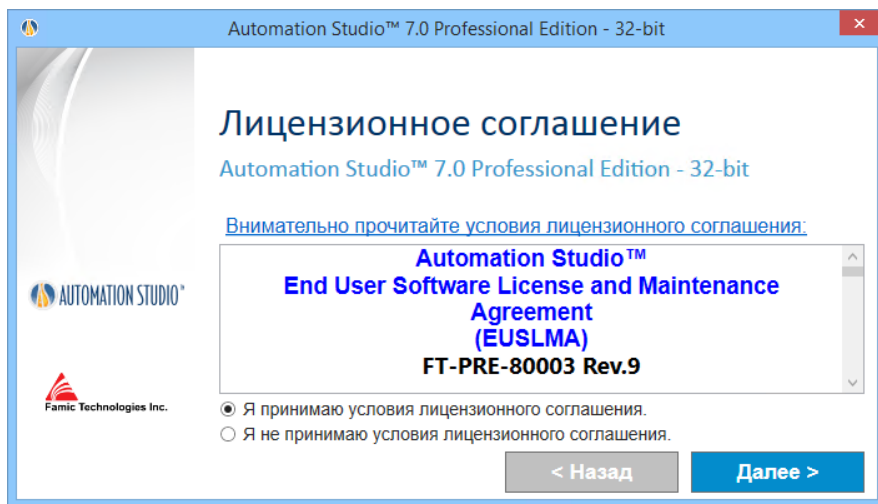 Automation Studio™ 7.0 Professional Edition - 32-bit
Лицензионное соглашение
Automation Studio™ 7.0 Professional Edition - 32-bit
Внимательно прочитайте условия лицензионного соглашения:
Automation Studio™
End User Software License and Maintenance
Agreement
(EUSLMA)
FT-PRE-80003 Rev.9
AUTOMATION STUDIO™
Famic Technologies Inc.
Я принимаю условия лицензионного соглашения.
Я не принимаю условия лицензионного соглашения.
< Назад
Далее >